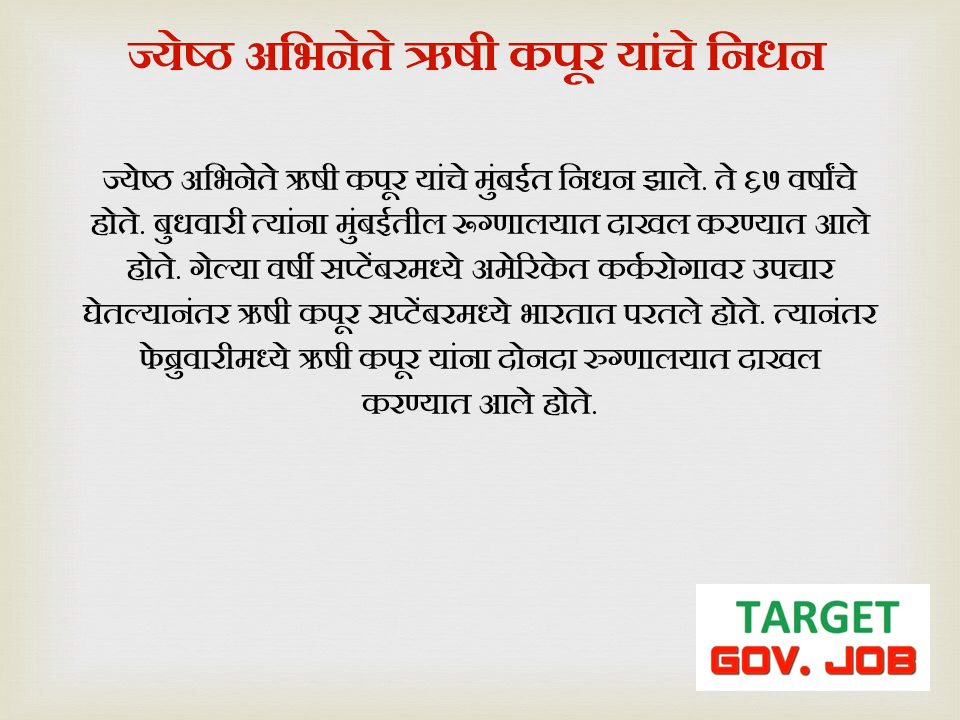 ज्येष्ठ अभिनेते ऋषी कपूर यांचे निधन
ज्येष्ठ अभिनेते ऋषी कपूर यांचे मुंबईत निधन झाले. ते ६७ वर्षांचे
होते. बुधवारी त्यांना मुंबईतील रूग्णालयात दाखल करण्यात आले
होते. गेल्या वर्षी सप्टेंबरमध्ये अमेरिकेत कर्करोगावर उपचार
घेतल्यानंतर ऋषी कपूर सप्टेंबरमध्ये भारतात परतले होते. त्यानंतर
फेब्रुवारीमध्ये ऋषी कपूर यांना दोनदा रुग्णालयात दाखल
करण्यात आले होते.
TARGET
GOV. JOB